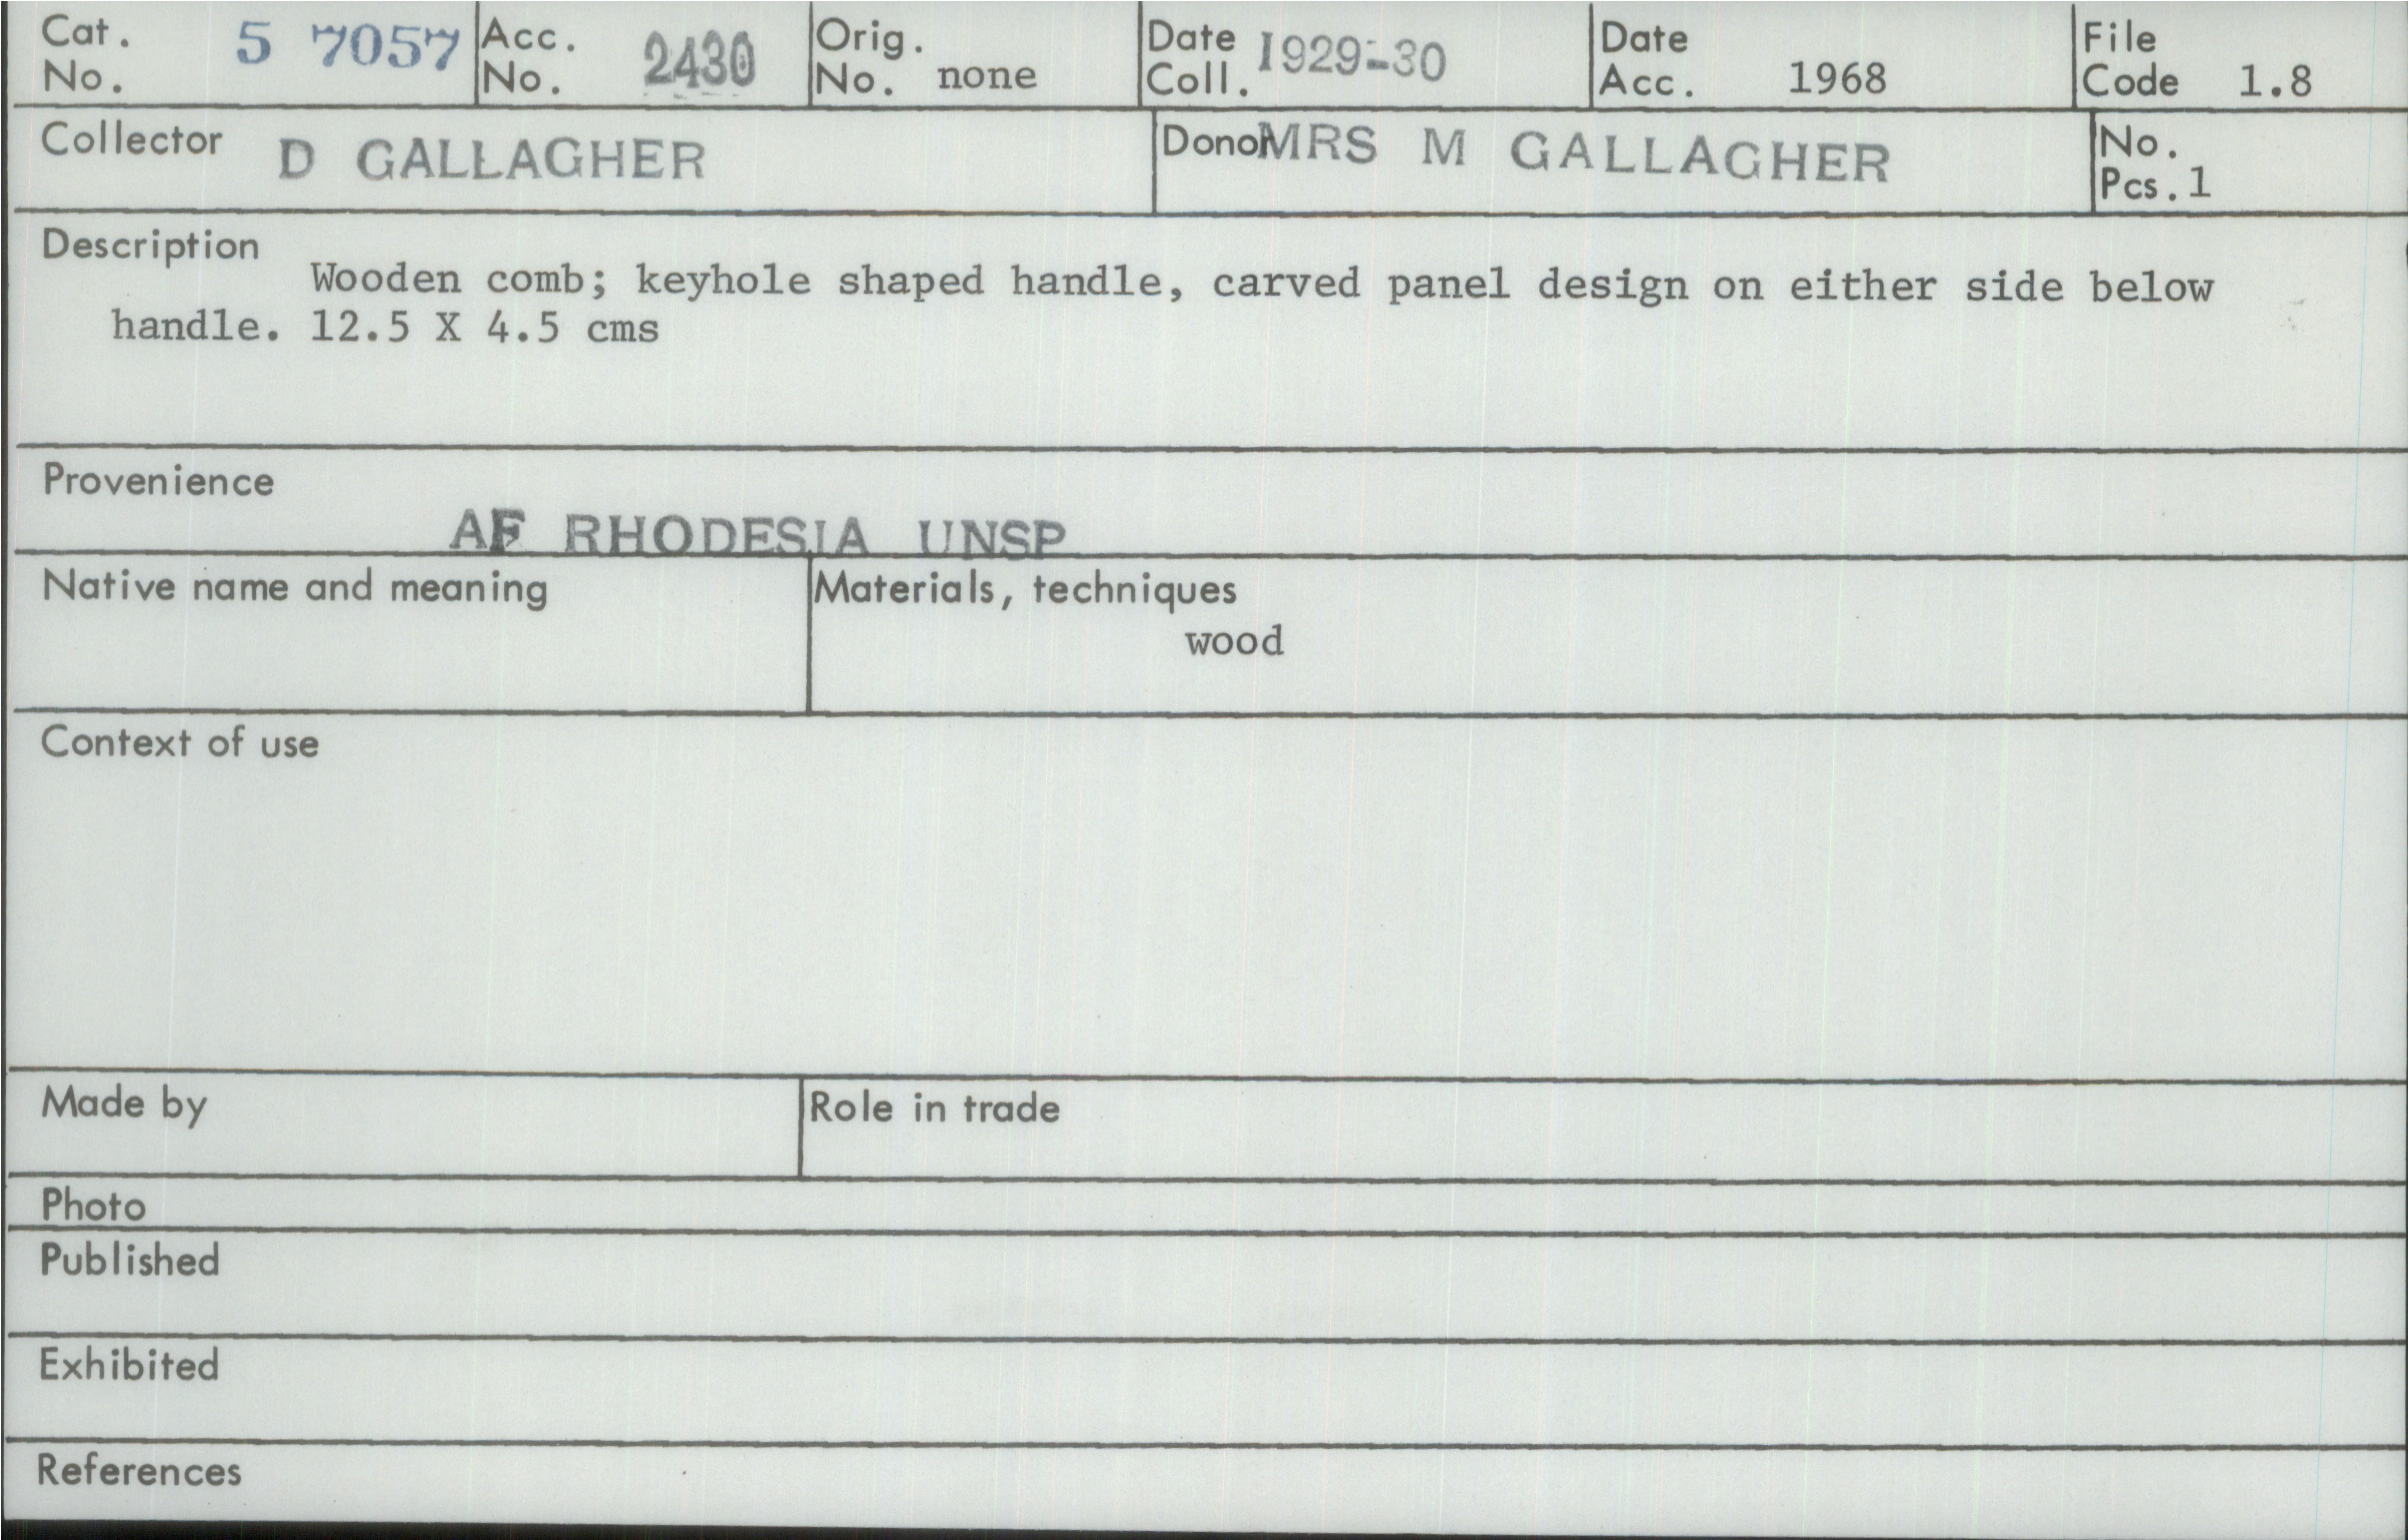 Cat. No. 5 7057 Acc. No. 2430 Orig. No. none Date Coll. 1929-30 Date Acc. 1968 File Code 1.8
Collector D GALLAGHER Donor MRS M GALLAGHER No. Pcs. 1
Description
Wooden comb; keyhole shaped handle, carved panel design on either side below
handle. 12.5 X 4.5 cms
Provenience
AF RHODESIA UNSP
Native name and meaning Materials, techniques
wood
Context of use
Made by Role in trade
Photo
Published
Exhibited
References